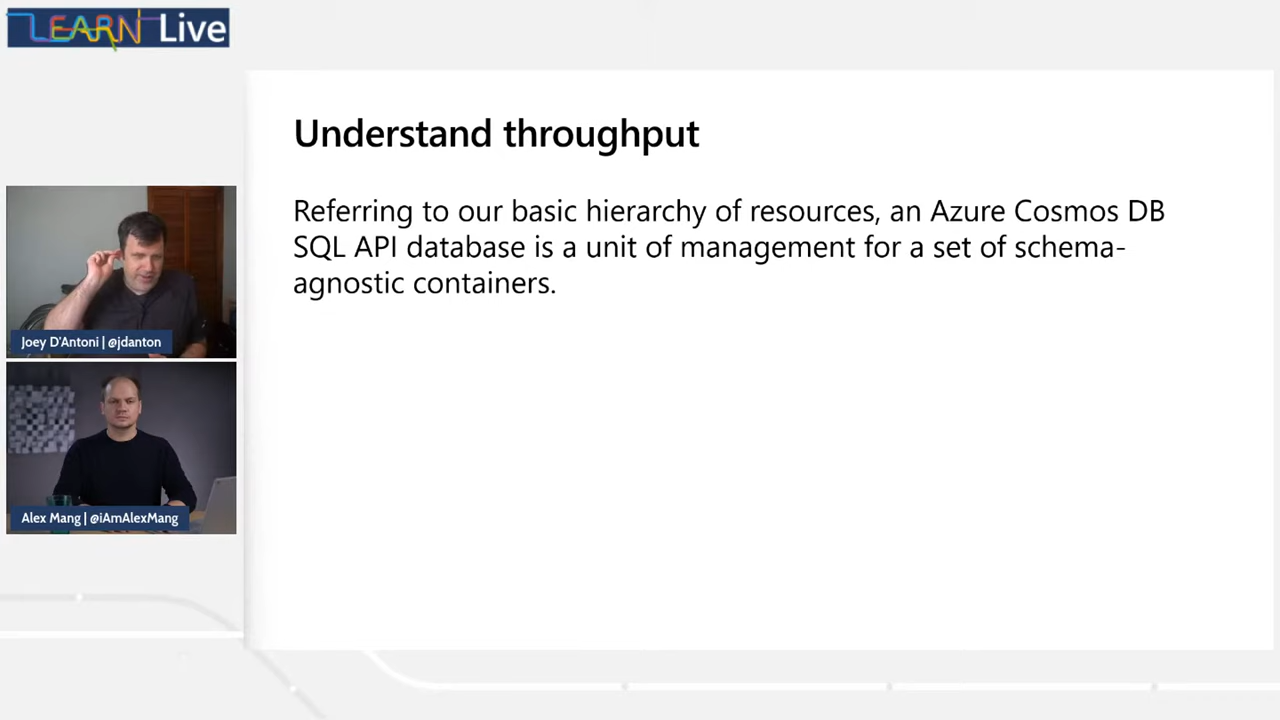 LEARN Live
Understand throughput
Referring to our basic hierarchy of resources, an Azure Cosmos DB
SQL API database is a unit of management for a set of schema-
agnostic containers.
Joey D'Antoni | @jdanton
Alex Mang | @iAmAlexMang